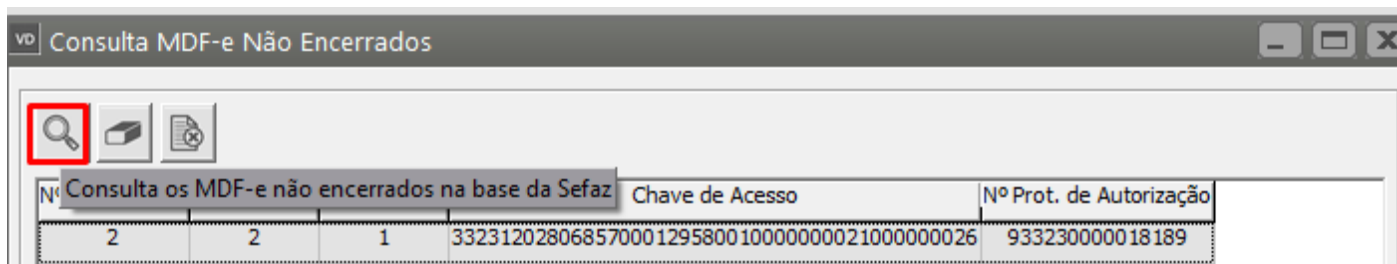 VD Consulta MDF-e Não Encerrados
Consulta os MDF-e não encerrados na base da Sefaz
Nº Chave de Acesso Nº Prot. de Autorização
2 2 1 33231202806857000129580010000000021000000026 933230000018189